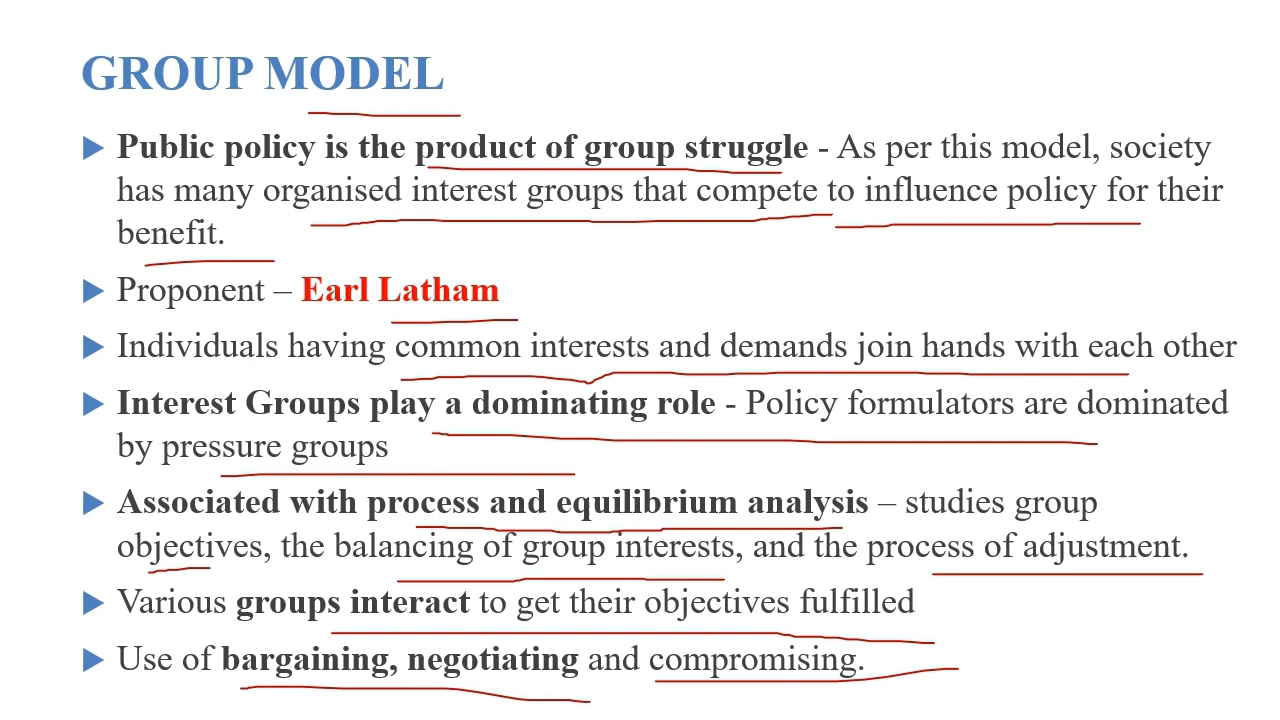 GROUP MODEL
Public policy is the product of group struggle - As per this model, society
has many organised interest groups that compete to influence policy for their
benefit.
Proponent – Earl Latham
Individuals having common interests and demands join hands with each other
Interest Groups play a dominating role - Policy formulators are dominated
by pressure groups
Associated with process and equilibrium analysis – studies group
objectives, the balancing of group interests, and the process of adjustment.
Various groups interact to get their objectives fulfilled
Use of bargaining, negotiating and compromising.